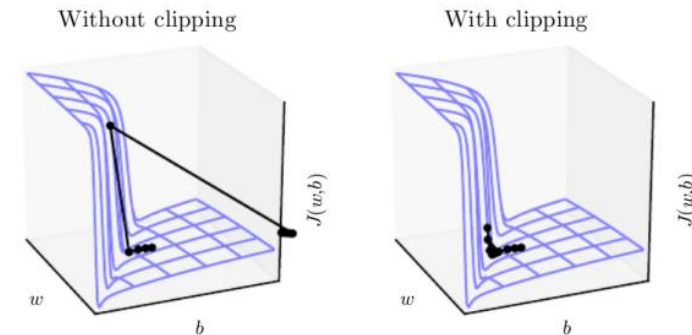 Without clipping
With clipping
J(w,b)
J(w,b)
w
b
w
b